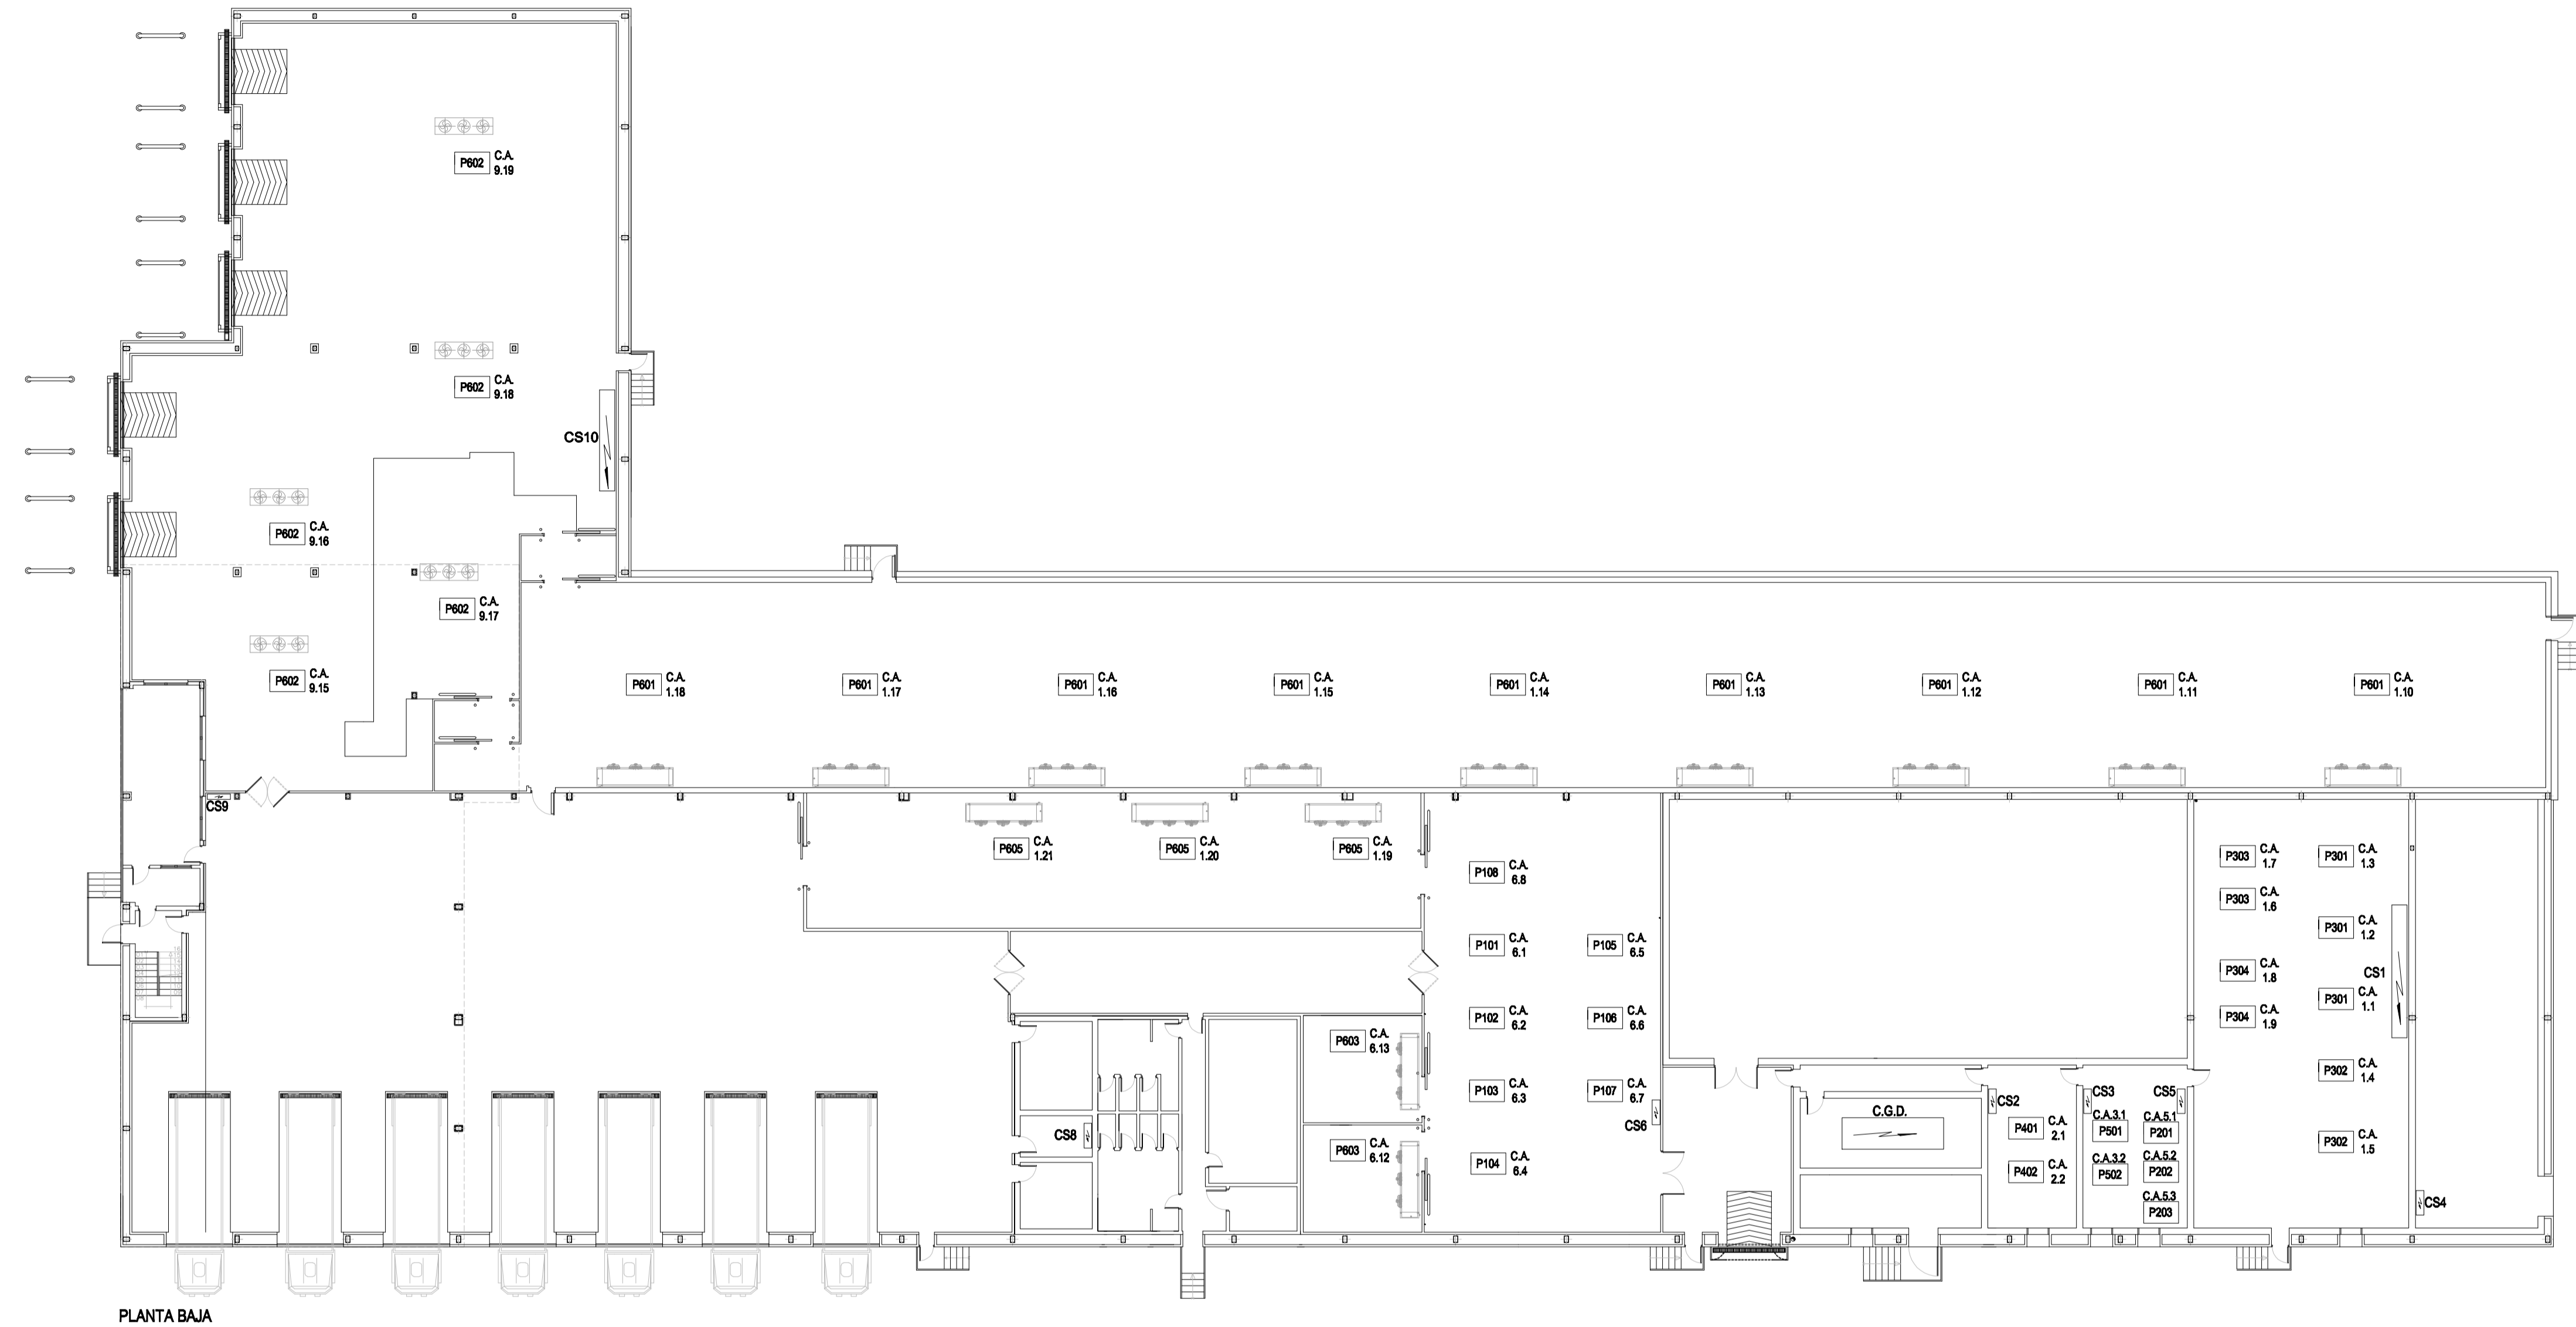 P602 C.A. 9.19
P602 C.A. 9.18
CS10
P602 C.A. 9.16
P602 C.A. 9.17
P602 C.A. 9.15
P601 C.A. 1.18
P601 C.A. 1.17
P601 C.A. 1.16
P601 C.A. 1.15
P601 C.A. 1.14
P601 C.A. 1.13
P601 C.A. 1.12
P601 C.A. 1.11
P601 C.A. 1.10
CS9
P605 C.A. 1.21
P605 C.A. 1.20
P605 C.A. 1.19
P108 C.A. 6.8
P101 C.A. 6.1
P105 C.A. 6.5
P102 C.A. 6.2
P106 C.A. 6.6
P103 C.A. 6.3
P107 C.A. 6.7
P104 C.A. 6.4
CS6
P603 C.A. 6.13
P603 C.A. 6.12
CS8
P303 C.A. 1.7
P301 C.A. 1.3
P303 C.A. 1.6
P301 C.A. 1.2
P304 C.A. 1.8
CS1
P301 C.A. 1.1
P304 C.A. 1.9
P302 C.A. 1.4
P302 C.A. 1.5
C.G.D.
CS2
P401 C.A. 2.1
P402 C.A. 2.2
CS3
C.A.3.1
P501
C.A.3.2
P502
CS5
C.A.5.1
P201
C.A.5.2
P202
C.A.5.3
P203
CS4
PLANTA BAJA